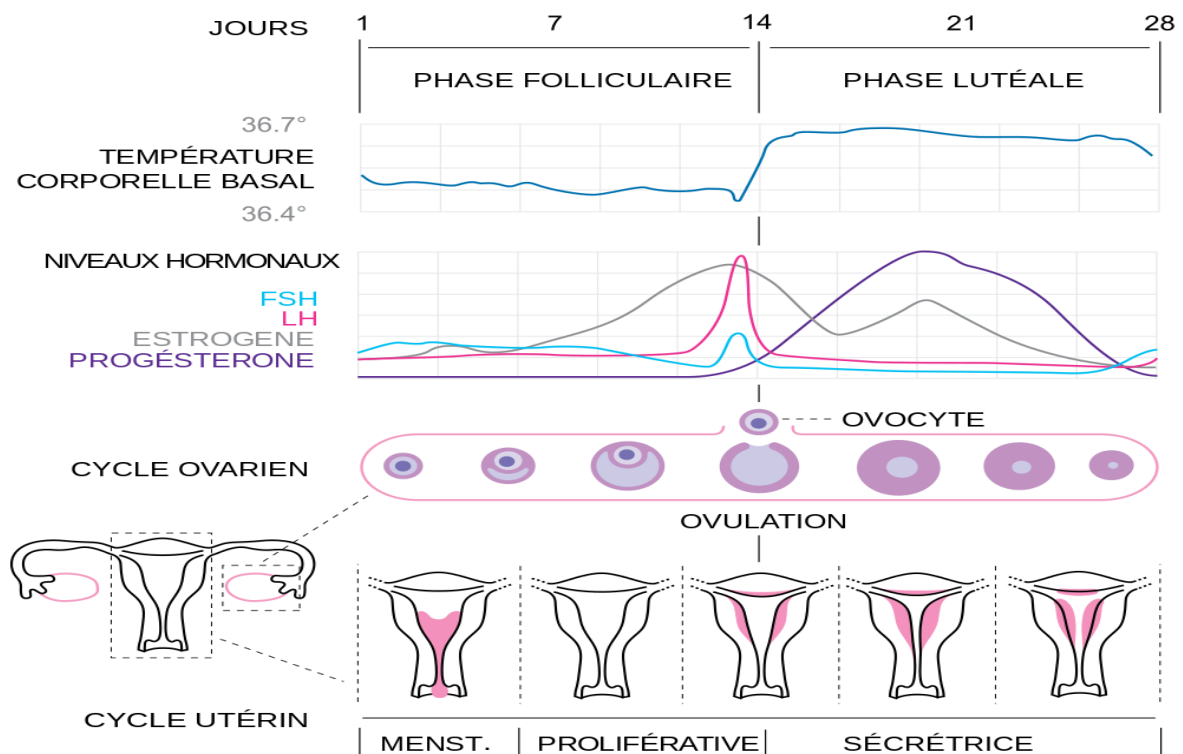 JOURS 1 7 14 21 28
PHASE FOLLICULAIRE PHASE LUTÉALE
36.7°
TEMPÉRATURE
CORPORELLE BASAL
36.4°
NIVEAUX HORMONAUX
FSH
LH
ESTROGENE
PROGÉSTERONE
OVOCYTE
CYCLE OVARIEN
OVULATION
CYCLE UTÉRIN
MENST. PROLIFÉRATIVE SÉCRÉTRICE